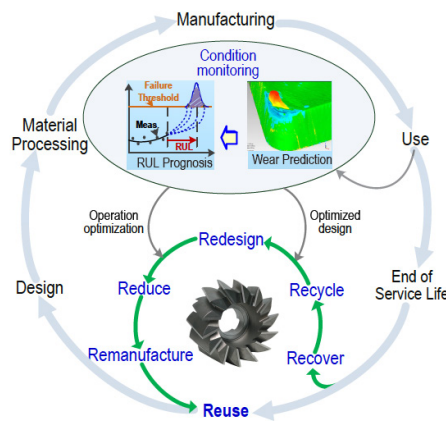 Manufacturing
Condition
monitoring
Failure
Threshold
Meas.
RUL
RUL Prognosis
Wear Prediction
Material
Processing
Use
Operation
optimization
Optimized
design
Redesign
Design
Reduce
Recycle
End of
Service Life
Remanufacture
Recover
Reuse